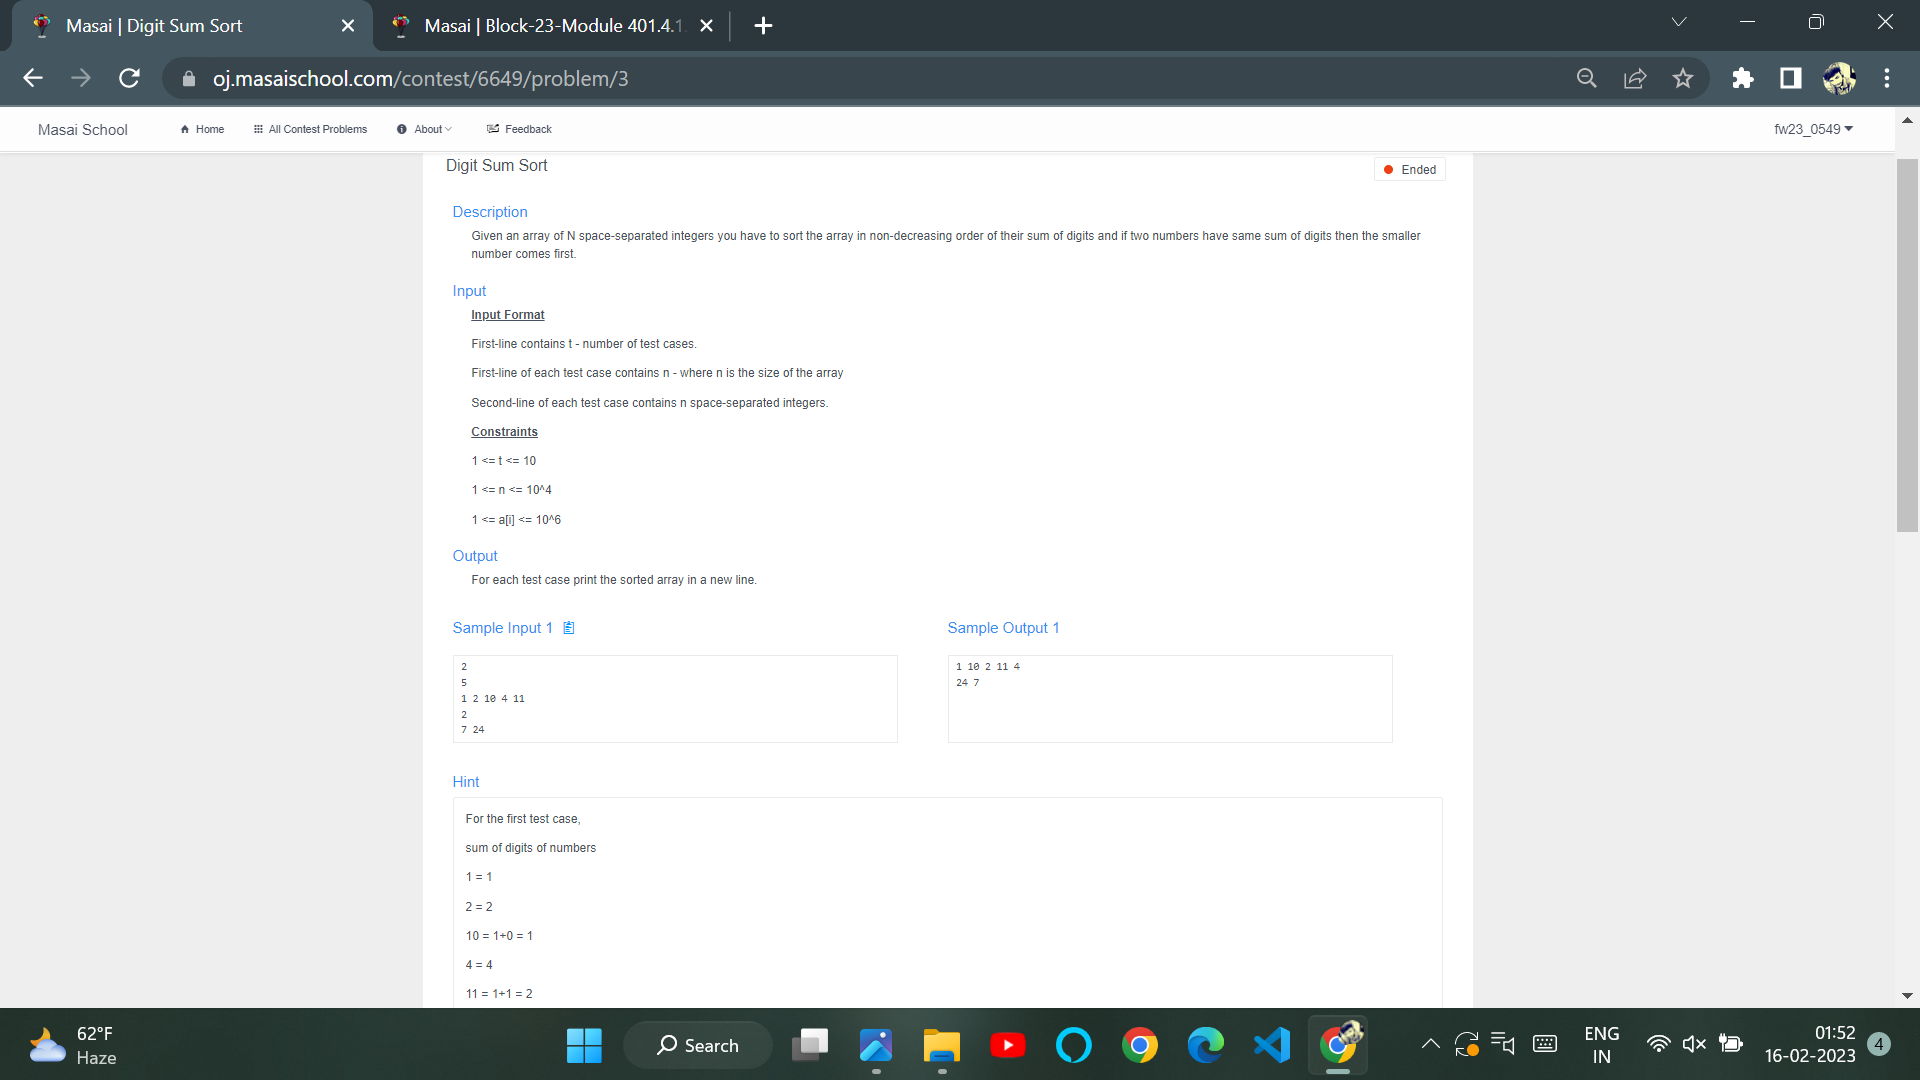 Masai | Digit Sum Sort
Masai | Block-23-Module 401.4.1
oj.masaischool.com/contest/6649/problem/3
Masai School
Home
All Contest Problems
About
Feedback
fw23_0549
Digit Sum Sort
Ended
Description
Given an array of N space-separated integers you have to sort the array in non-decreasing order of their sum of digits and if two numbers have same sum of digits then the smaller
number comes first.
Input
Input Format
First-line contains t - number of test cases.
First-line of each test case contains n - where n is the size of the array
Second-line of each test case contains n space-separated integers.
Constraints
1 <= t <= 10
1 <= n <= 10^4
1 <= a[i] <= 10^6
Output
For each test case print the sorted array in a new line.
Sample Input 1
2
5
1 2 10 4 11
2
7 24
Sample Output 1
1 10 2 11 4
24 7
Hint
For the first test case,
sum of digits of numbers
1 = 1
2 = 2
10 = 1+0 = 1
4 = 4
11 = 1+1 = 2
62°F
Haze
Search
ENG
IN
01:52
16-02-2023
4